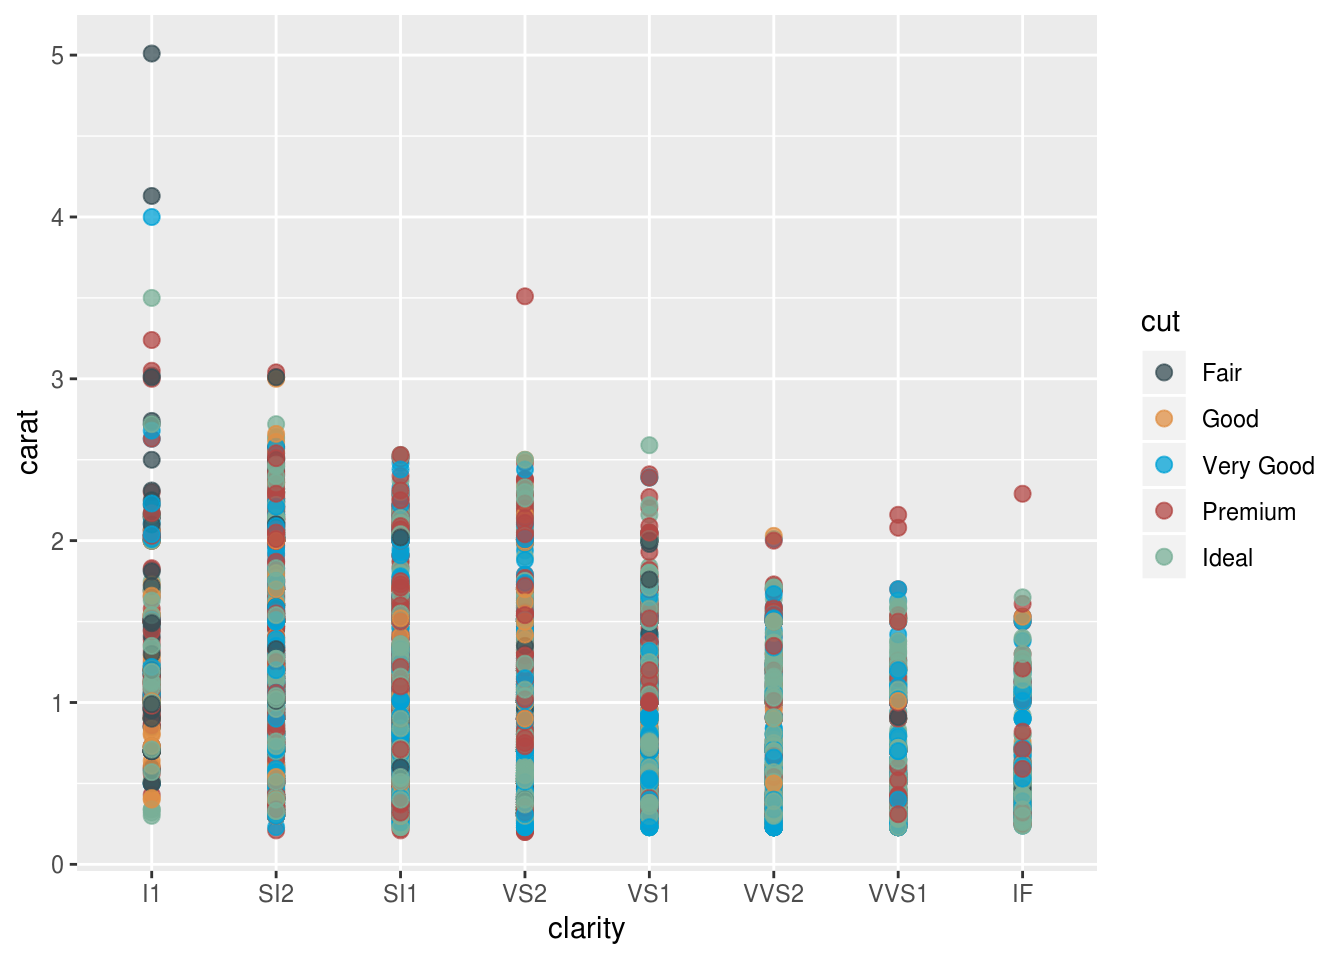 5
4
3
2
1
0
carat
I1 SI2 SI1 VS2 VS1 VVS2 VVS1 IF
clarity
cut
Fair
Good
Very Good
Premium
Ideal